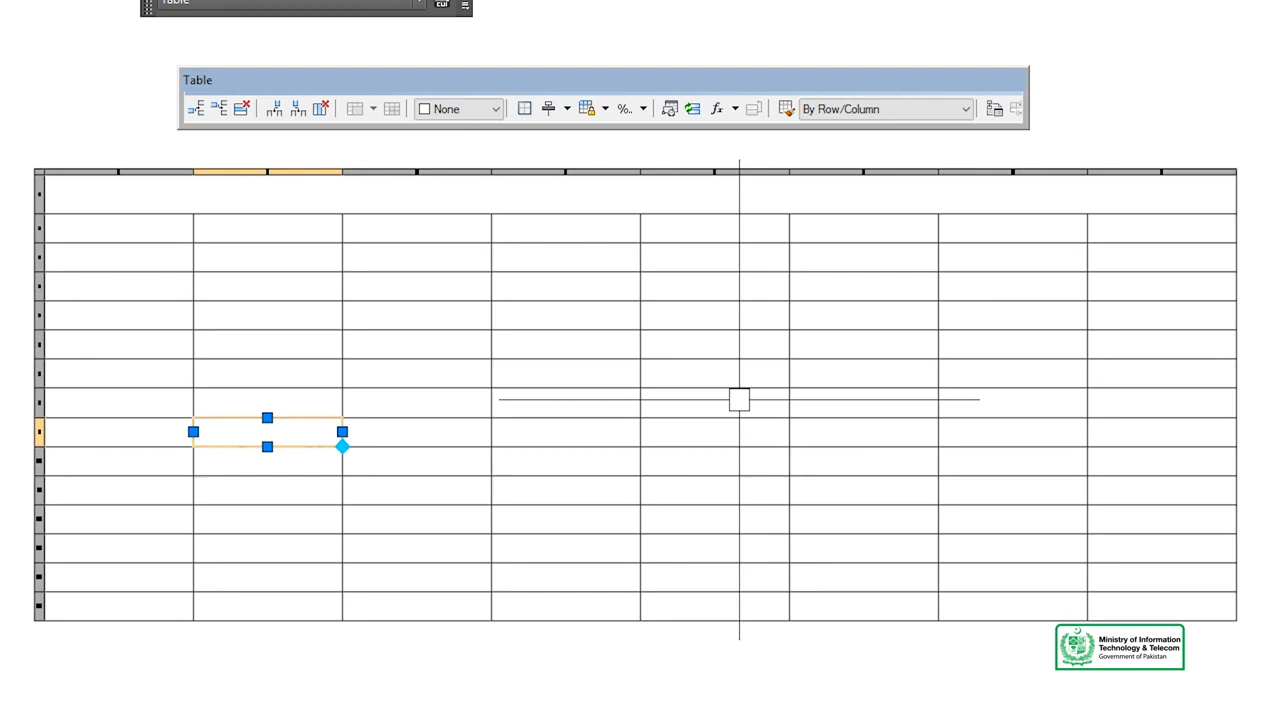 Table
Table
None
%..
fx
By Row/Column
Ministry of Information
Technology & Telecom
Government of Pakistan